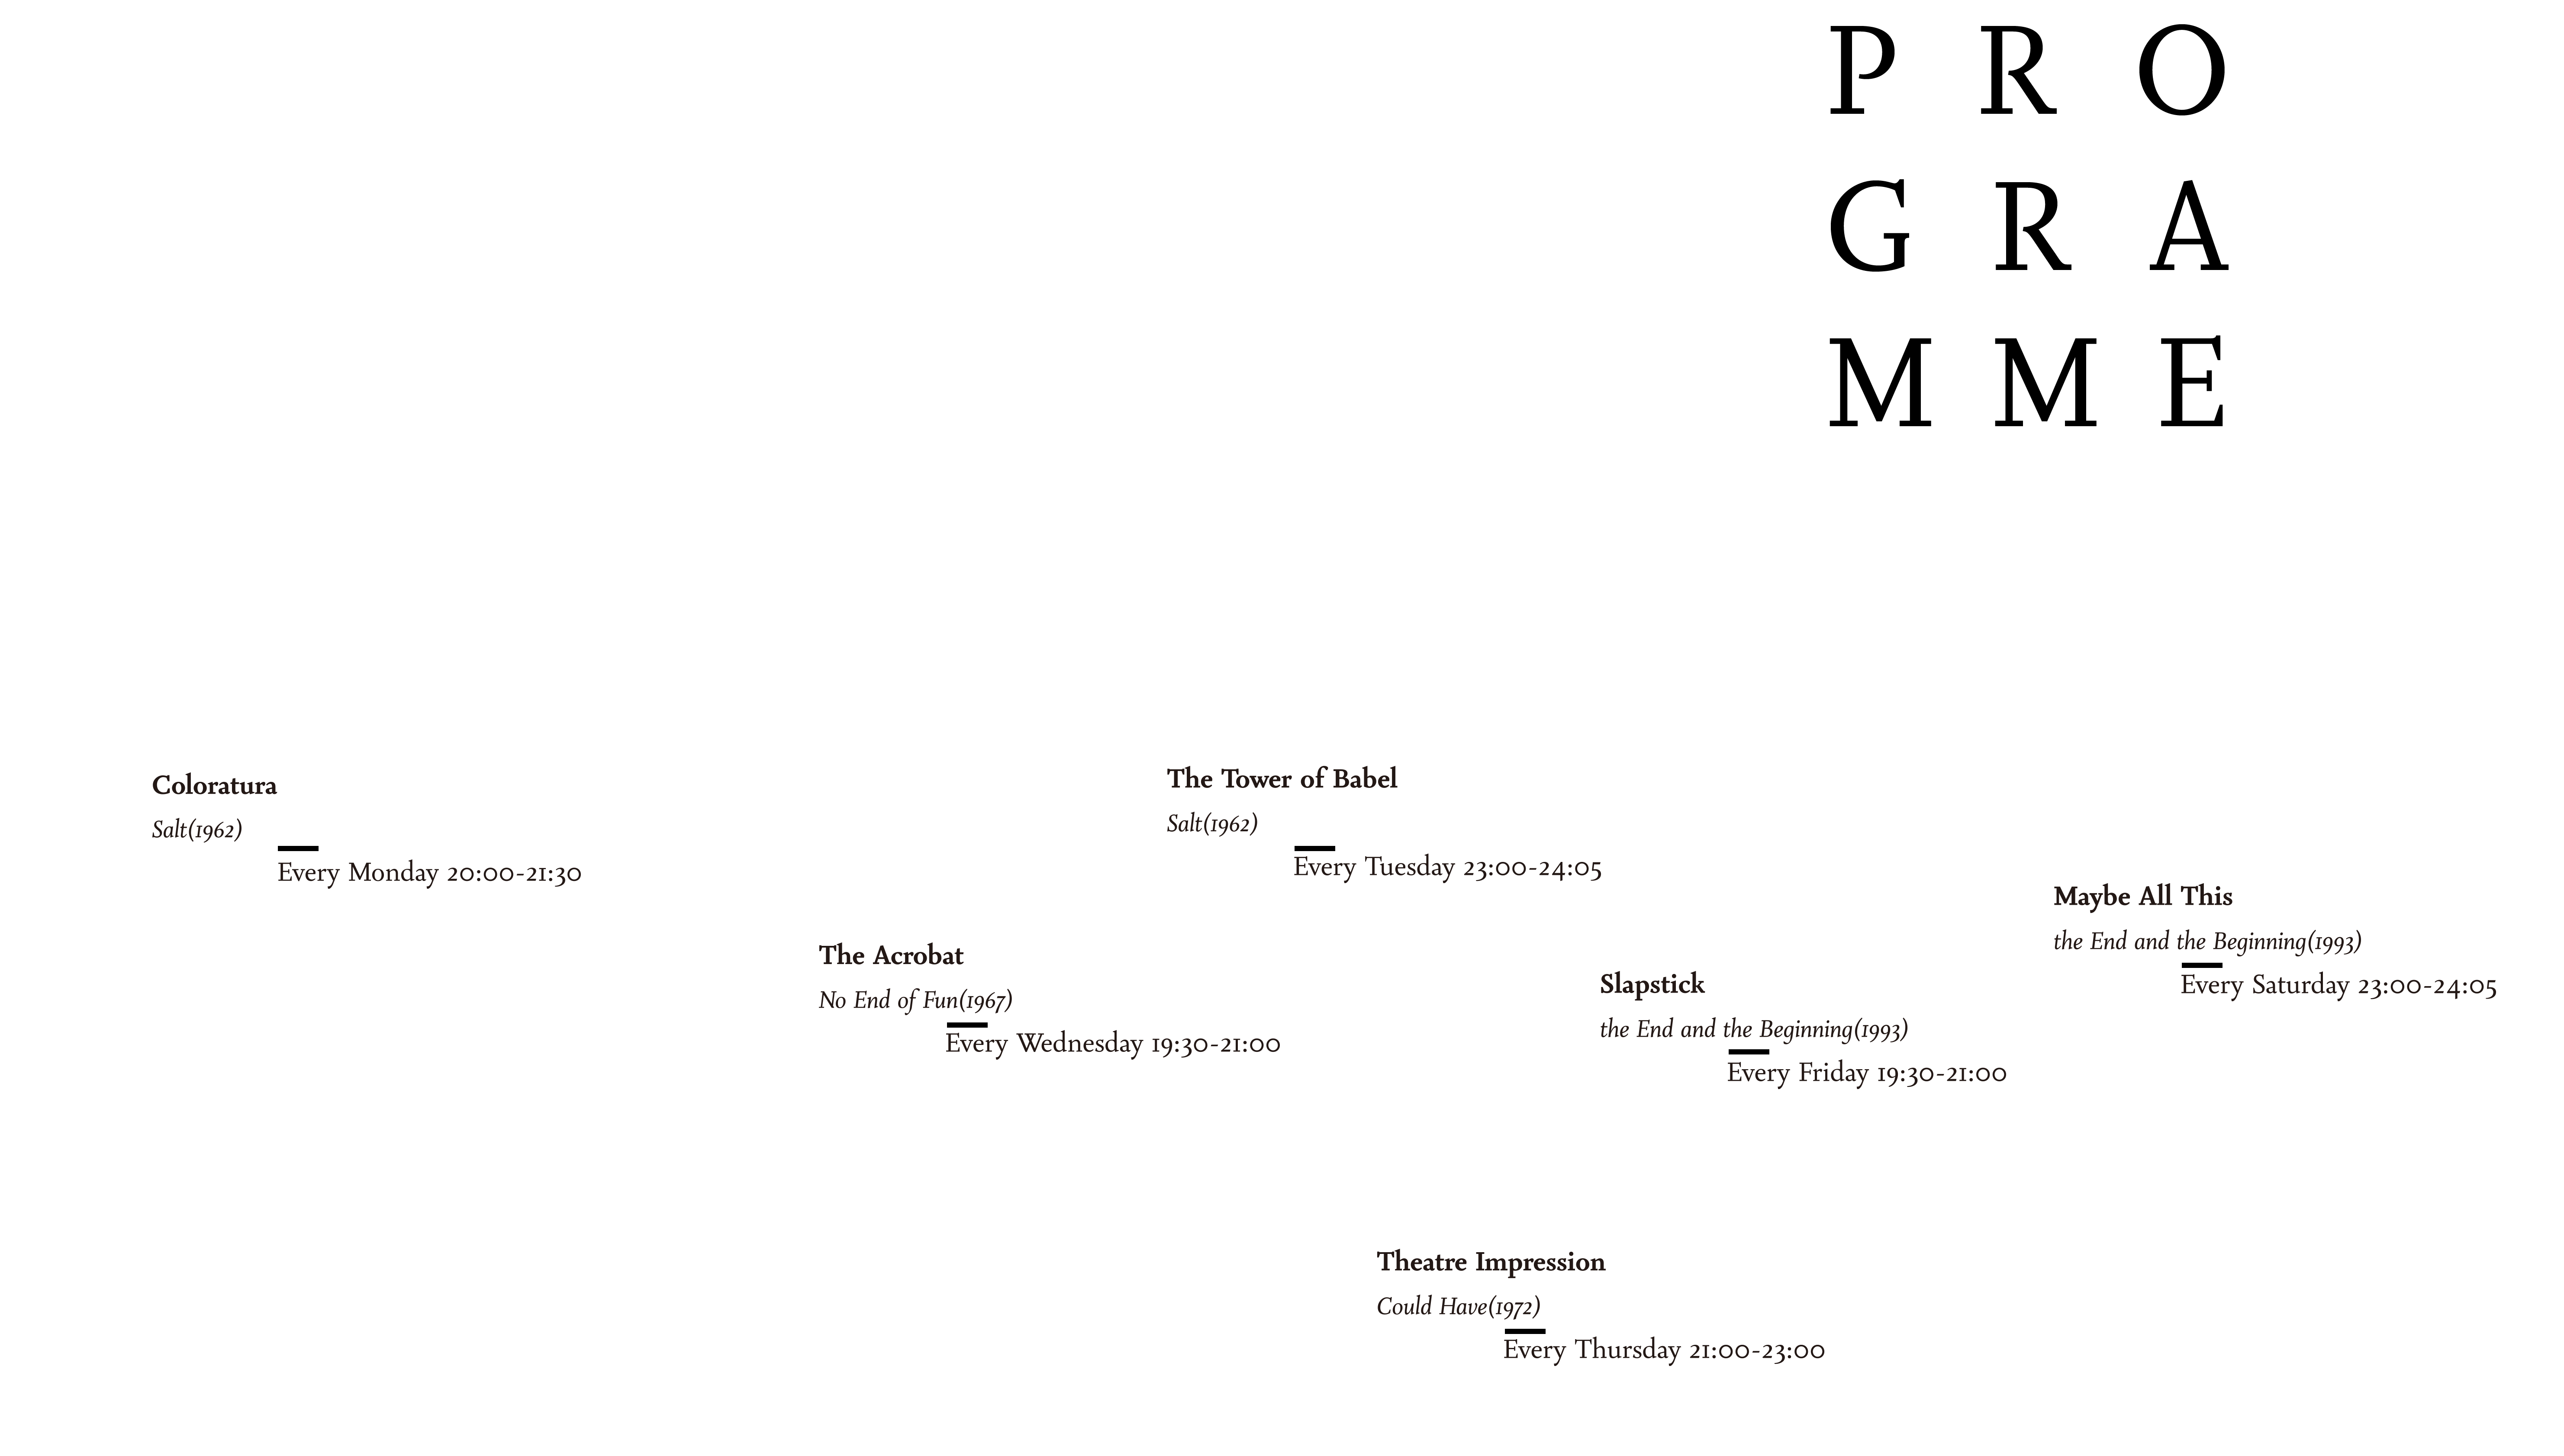 P R O
G R A
M M E
Coloratura
Salt(1962)
Every Monday 20:00-21:30
The Tower of Babel
Salt(1962)
Every Tuesday 23:00-24:05
The Acrobat
No End of Fun(1967)
Every Wednesday 19:30-21:00
Maybe All This
the End and the Beginning(1993)
Every Saturday 23:00-24:05
Slapstick
the End and the Beginning(1993)
Every Friday 19:30-21:00
Theatre Impression
Could Have(1972)
Every Thursday 21:00-23:00